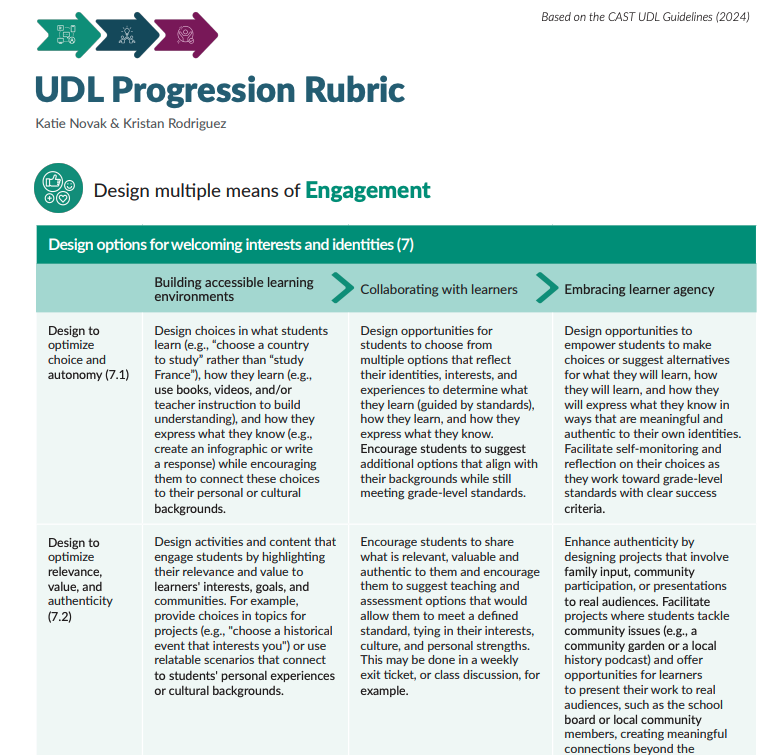 Based on the CAST UDL Guidelines (2024)
UDL Progression Rubric
Katie Novak & Kristan Rodriguez
Design multiple means of Engagement
Design options for welcoming interests and identities (7)
Building accessible learning
environments
Collaborating with learners
Embracing learner agency
Design to
optimize
choice and
autonomy (7.1)
Design choices in what students
learn (e.g., “choose a country
to study” rather than “study
France”), how they learn (e.g.,
use books, videos, and/or
teacher instruction to build
understanding), and how they
express what they know (e.g.,
create an infographic or write
a response) while encouraging
them to connect these choices
to their personal or cultural
backgrounds.
Design opportunities for
students to choose from
multiple options that reflect
their identities, interests, and
experiences to determine what
they learn (guided by standards),
how they learn, and how they
express what they know.
Encourage students to suggest
additional options that align with
their backgrounds while still
meeting grade-level standards.
Design opportunities to
empower students to make
choices or suggest alternatives
for what they will learn, how
they will learn, and how they
will express what they know in
ways that are meaningful and
authentic to their own identities.
Facilitate self-monitoring and
reflection on their choices as
they work toward grade-level
standards with clear success
criteria.
Design to
optimize
relevance,
value, and
authenticity
(7.2)
Design activities and content that
engage students by highlighting
their relevance and value to
learners' interests, goals, and
communities. For example,
provide choices in topics for
projects (e.g., "choose a historical
event that interests you") or use
relatable scenarios that connect
to students' personal experiences
or cultural backgrounds.
Encourage students to share
what is relevant, valuable and
authentic to them and encourage
them to suggest teaching and
assessment options that would
allow them to meet a defined
standard, tying in their interests,
culture, and personal strengths.
This may be done in a weekly
exit ticket, or class discussion, for
example.
Enhance authenticity by
designing projects that involve
family input, community
participation, or presentations
to real audiences. Facilitate
projects where students tackle
community issues (e.g., a
community garden or a local
history podcast) and offer
opportunities for learners
to present their work to real
audiences, such as the school
board or local community
members, creating meaningful
connections beyond the